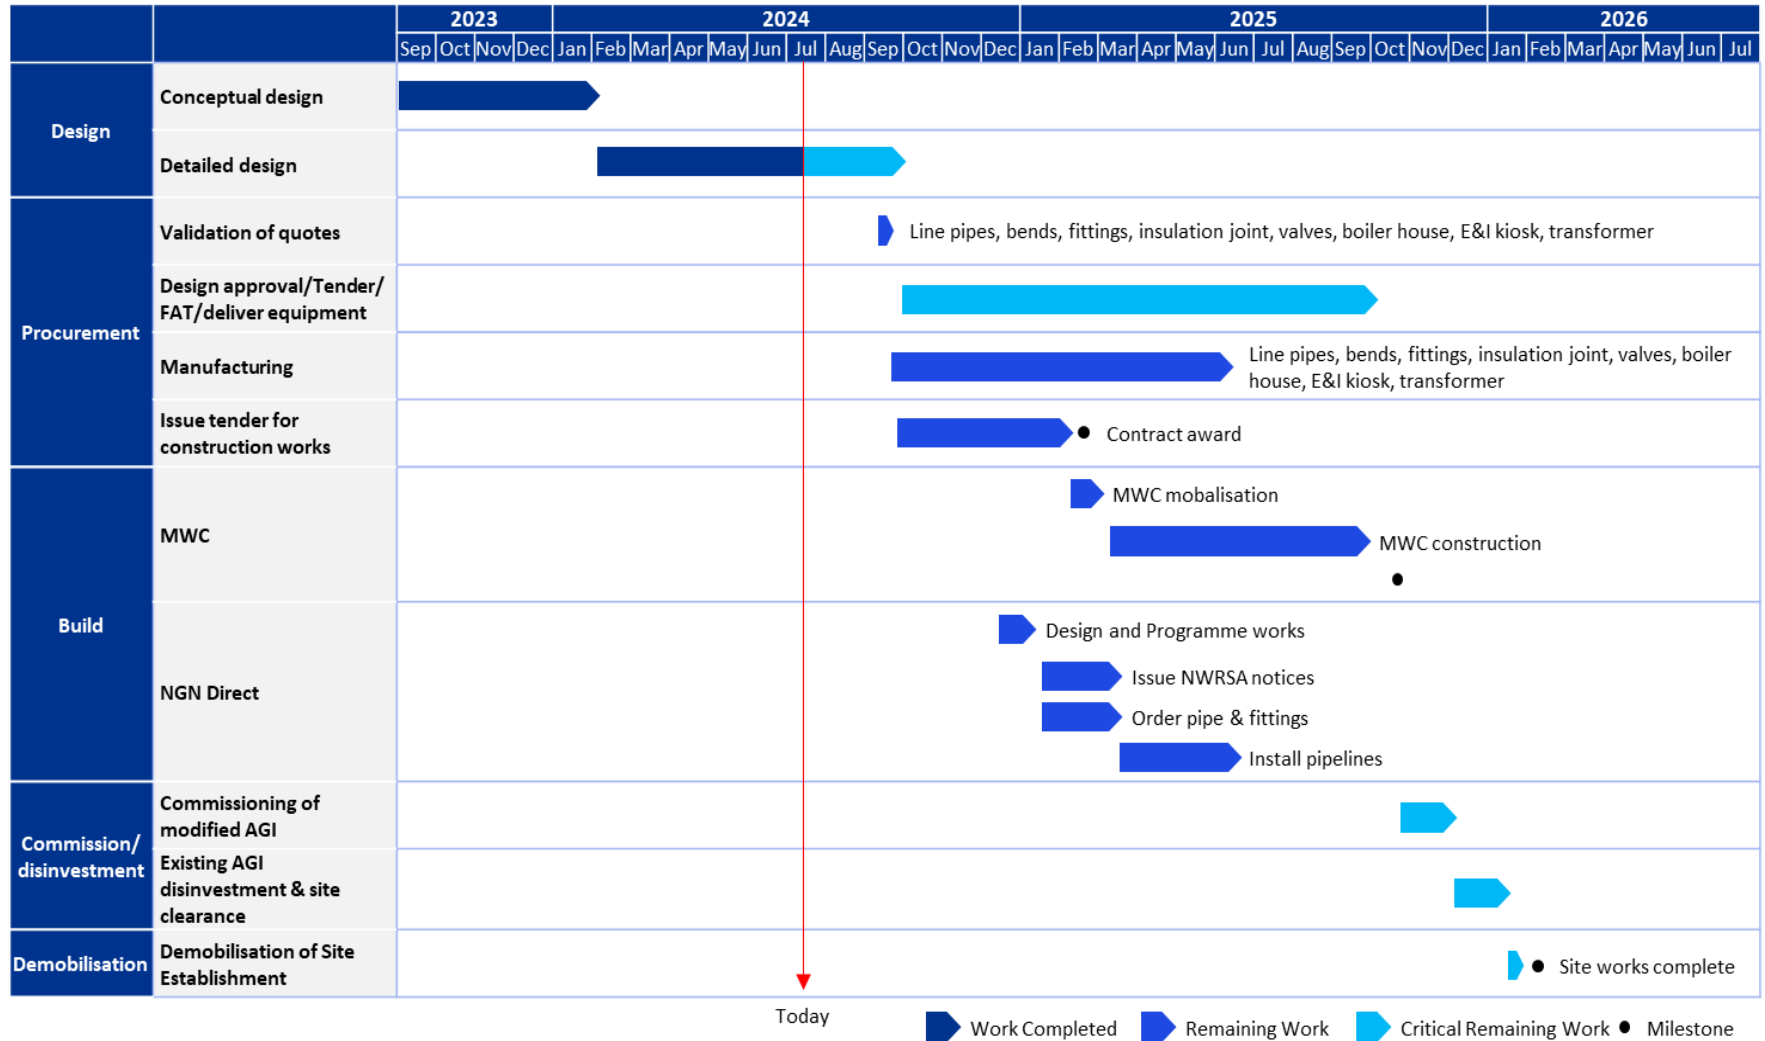 2023 2024 2025 2026
Sep Oct Nov Dec Jan Feb Mar Apr May Jun Jul Aug Sep Oct Nov Dec Jan Feb Mar Apr May Jun Jul Aug Sep Oct Nov Dec Jan Feb Mar Apr May Jun Jul
Design
Conceptual design
Detailed design
Procurement
Validation of quotes
Line pipes, bends, fittings, insulation joint, valves, boiler house, E&I kiosk, transformer
Design approval/Tender/
FAT/deliver equipment
Manufacturing
Line pipes, bends, fittings, insulation joint, valves, boiler
house, E&I kiosk, transformer
Issue tender for
construction works
Contract award
Build
MWC
MWC mobalisation
MWC construction
NGN Direct
Design and Programme works
Issue NWRSA notices
Order pipe & fittings
Install pipelines
Commission/
disinvestment
Commissioning of
modified AGI
Existing AGI
disinvestment & site
clearance
Demobilisation
Demobilisation of Site
Establishment
Site works complete
Today
Work Completed
Remaining Work
Critical Remaining Work
Milestone